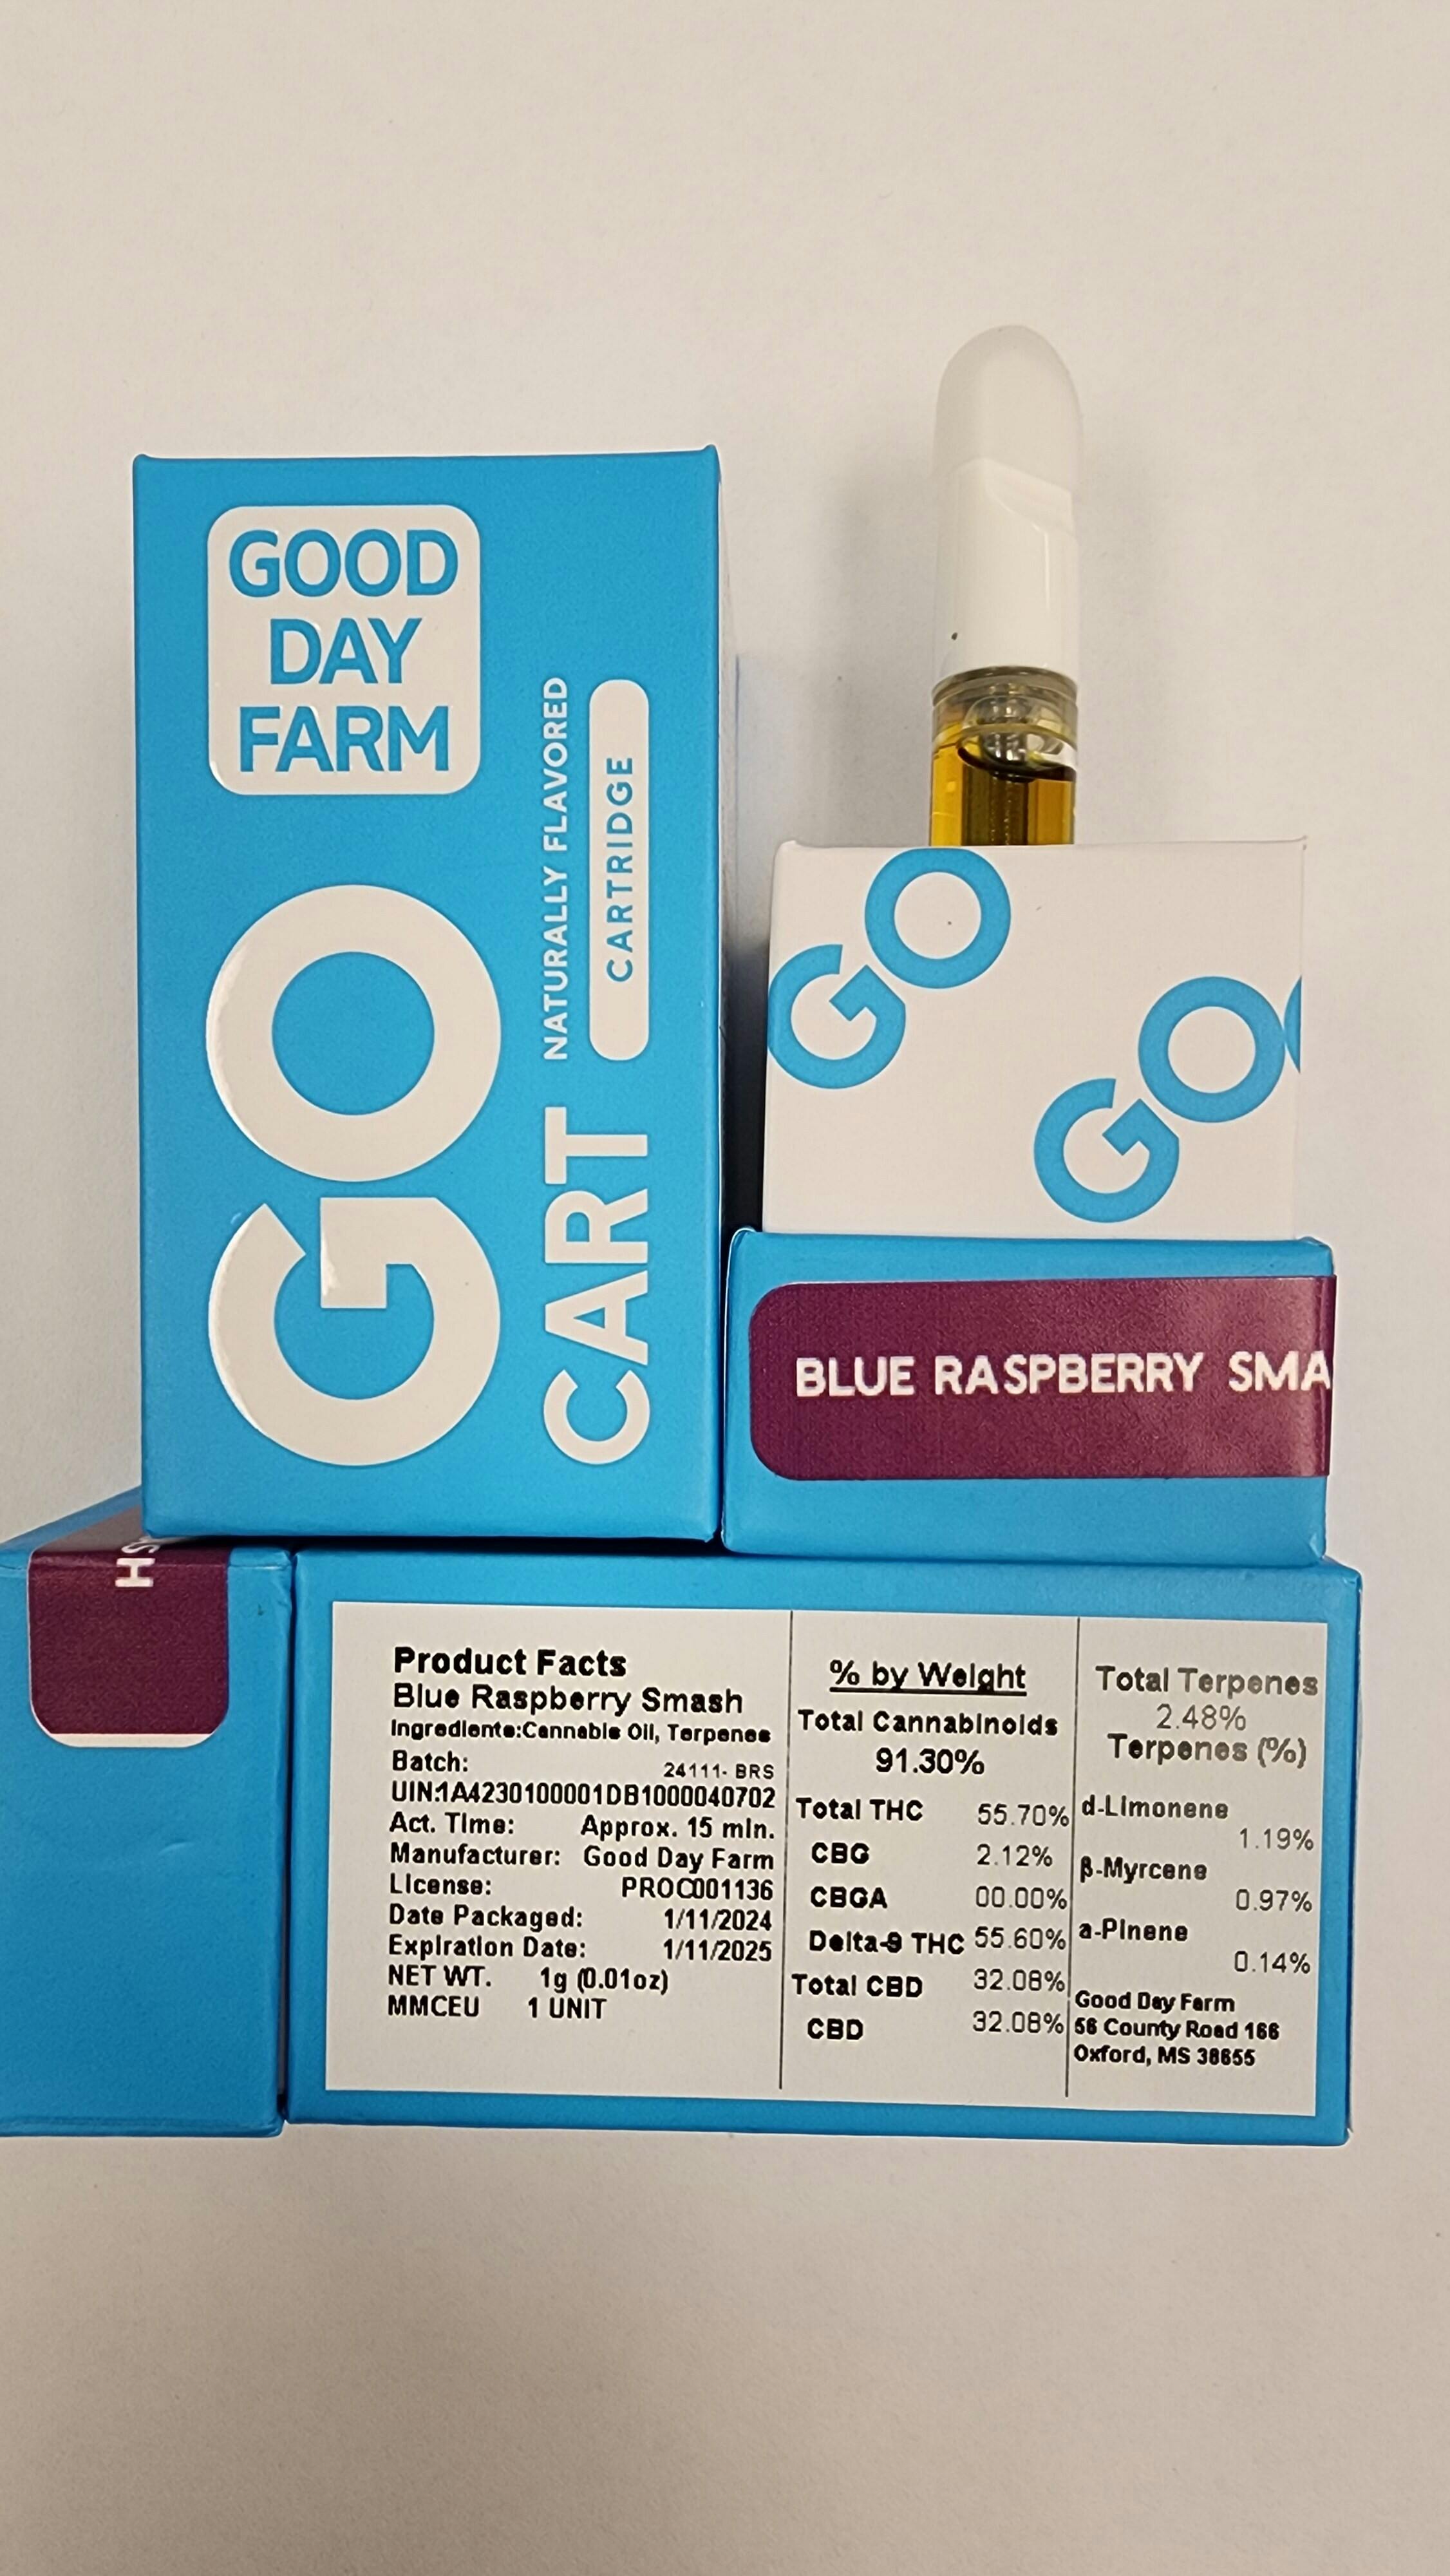 GOOD
DAY
FARM
GO
CART
NATURALLY FLAVORED
CARTRIDGE
GO
GO
BLUE RASPBERRY SMA
SH
Product Facts
Blue Raspberry Smash
Ingredients:Cannabis Oil, Terpenes
Batch: 24111- BRS
UIN:1A4230100001DB1000040702
Act. Time: Approx. 15 min.
Manufacturer: Good Day Farm
License: PROC001136
Date Packaged: 1/11/2024
Expiration Date: 1/11/2025
NET WT. 1g (0.01oz)
MMCEU 1 UNIT
% by Weight
Total Cannabinoids
91.30%
Total THC 55.70%
CBG 2.12%
CBGA 00.00%
Delta-9 THC 55.60%
Total CBD 32.08%
CBD 32.08%
Total Terpenes
2.48%
Terpenes (%)
d-Limonene
1.19%
β-Myrcene
0.97%
a-Pinene
0.14%
Good Day Farm
56 County Road 166
Oxford, MS 38655